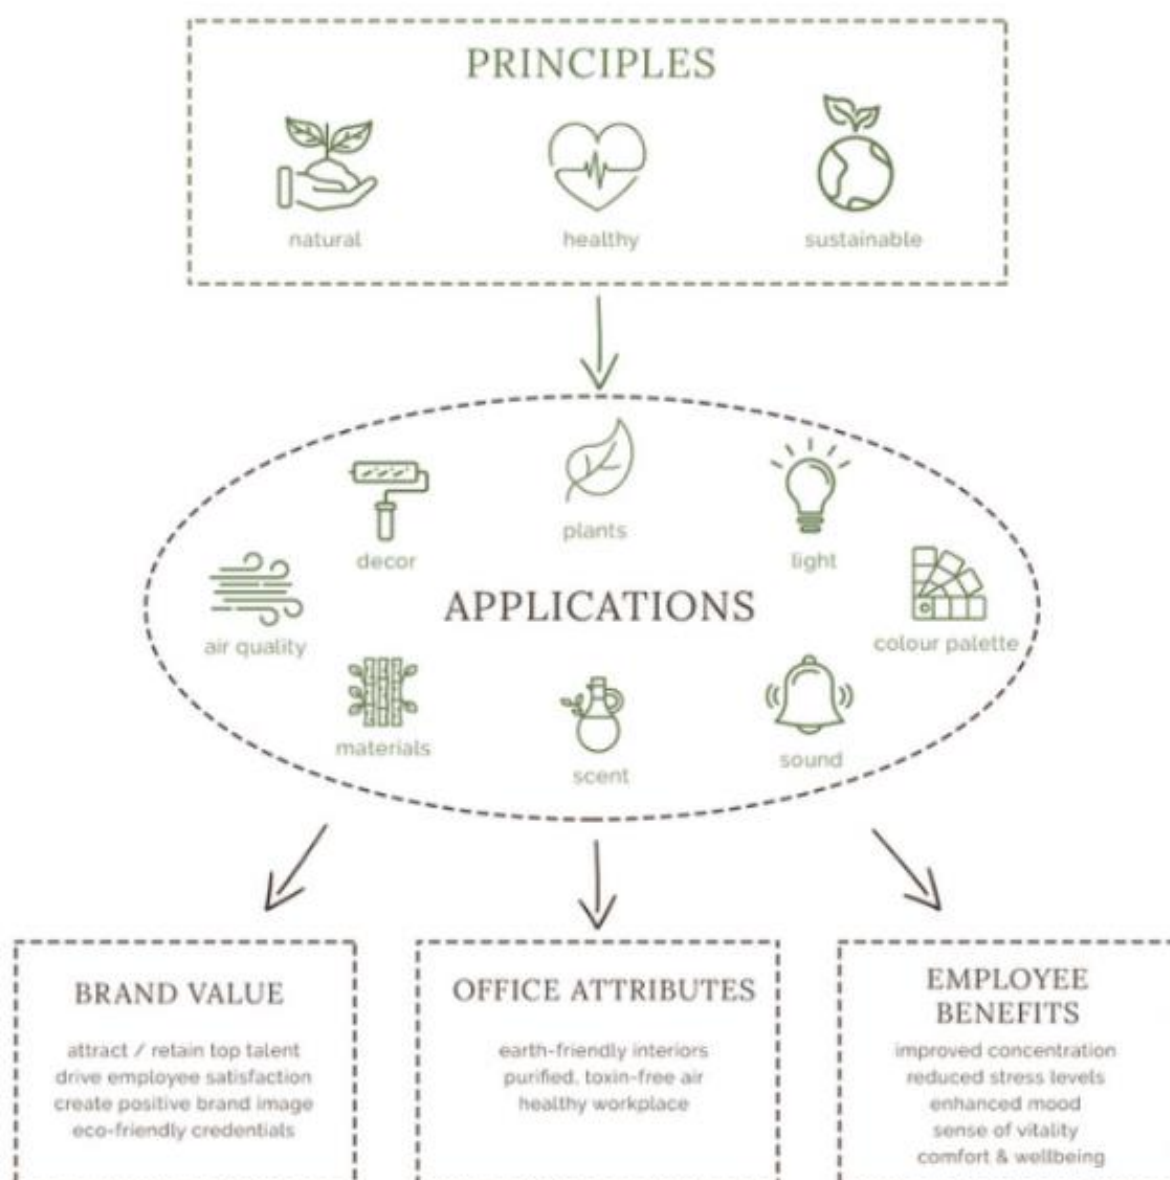 PRINCIPLES
natural
healthy
sustainable
plants
decor
light
air quality
APPLICATIONS
colour palette
materials
scent
sound
BRAND VALUE
attract / retain top talent
drive employee satisfaction
create positive brand image
eco-friendly credentials
OFFICE ATTRIBUTES
earth-friendly interiors
purified, toxin-free air
healthy workplace
EMPLOYEE
BENEFITS
improved concentration
reduced stress levels
enhanced mood
sense of vitality
comfort & wellbeing